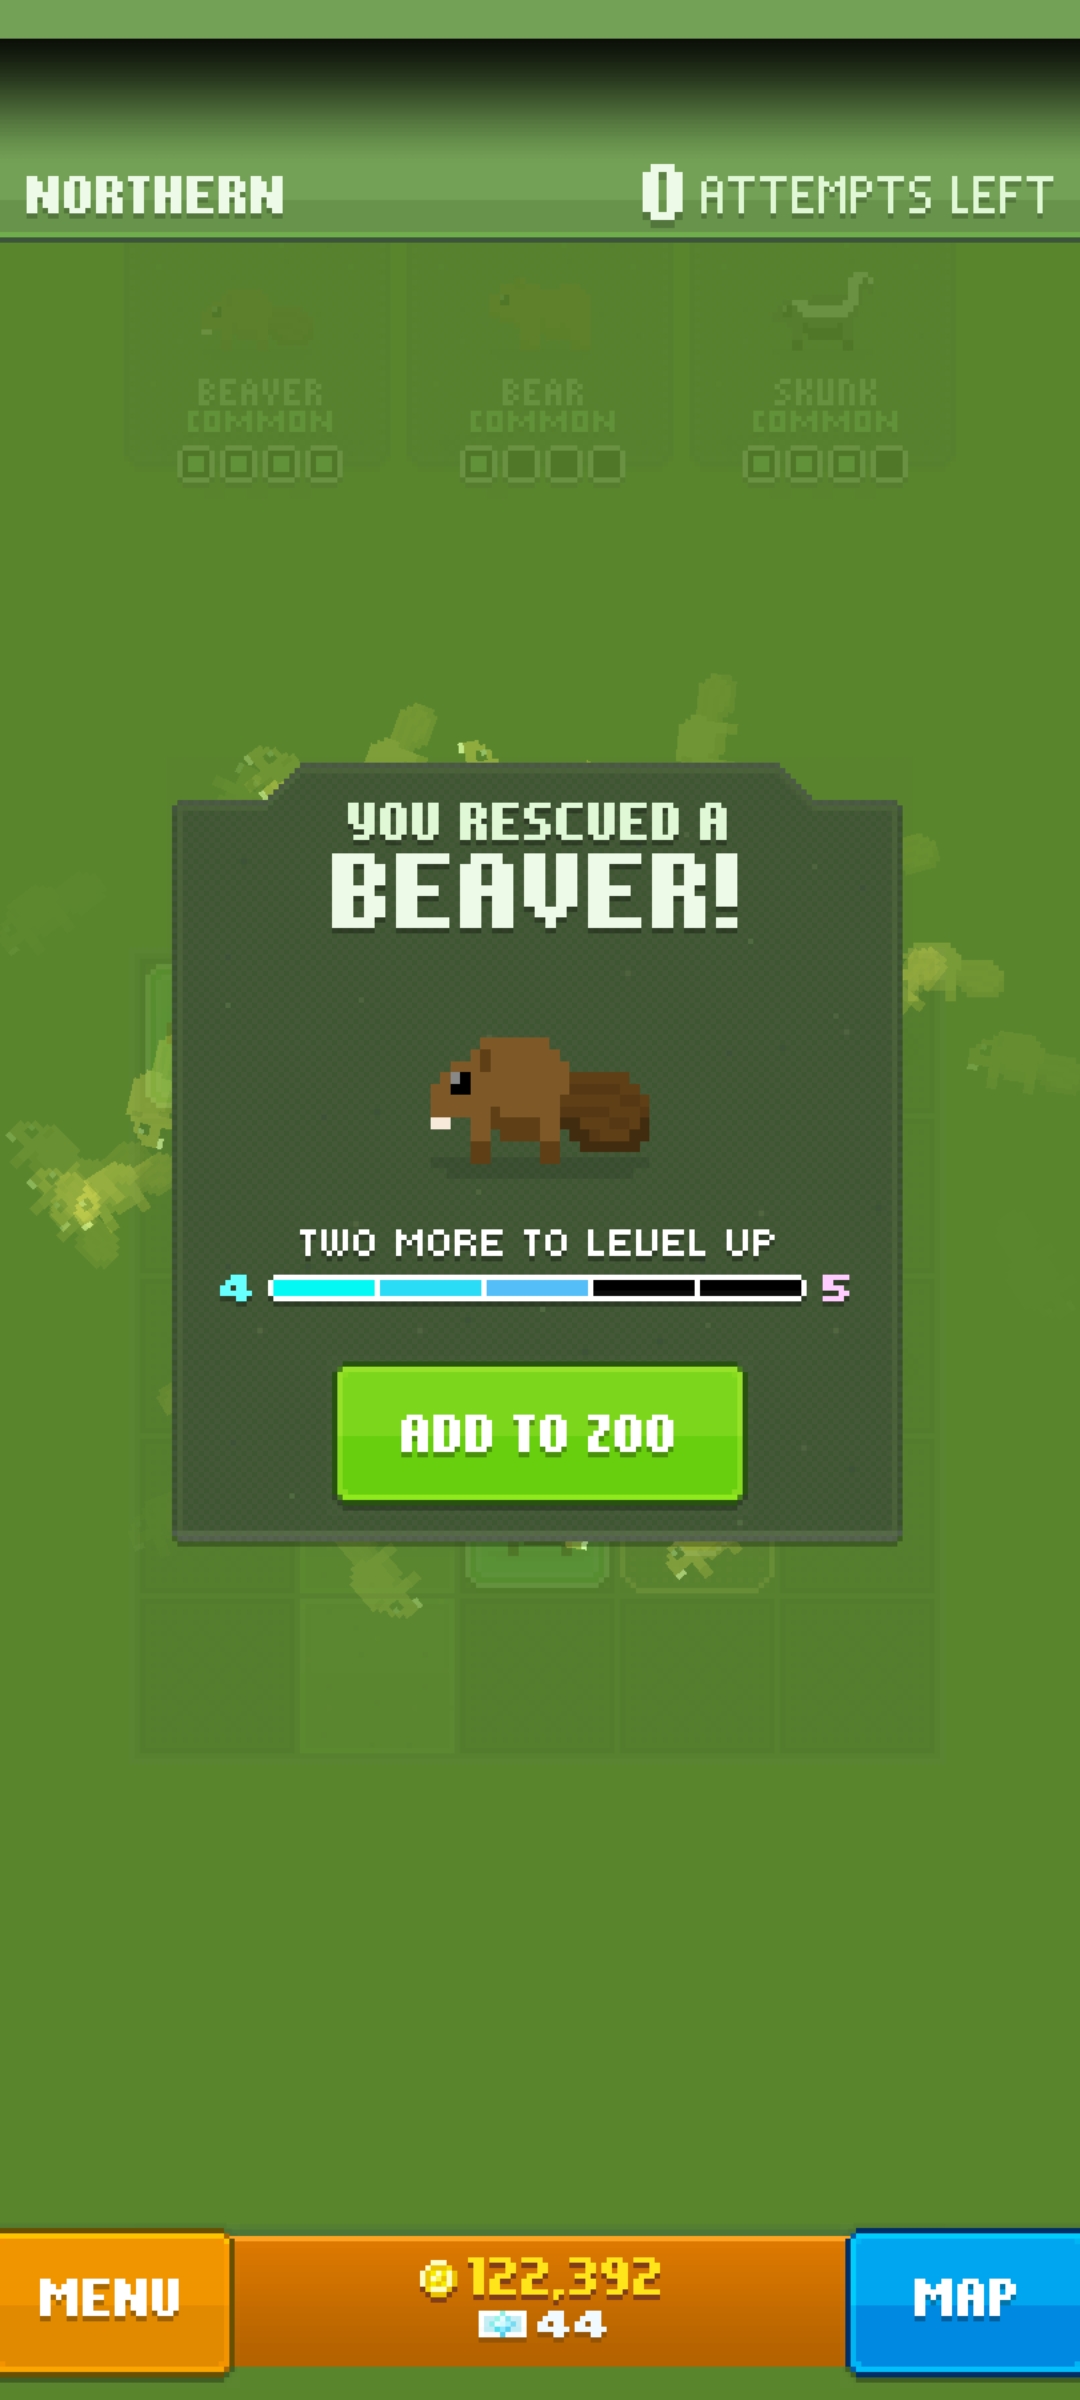 NORTHERN
0 ATTEMPTS LEFT
BEAVER
COMMON
BEAR
COMMON
SKUNK
COMMON
YOU RESCUED A
BEAVER!
TWO MORE TO LEVEL UP
4
5
ADD TO ZOO
MENU
122,392
44
MAP